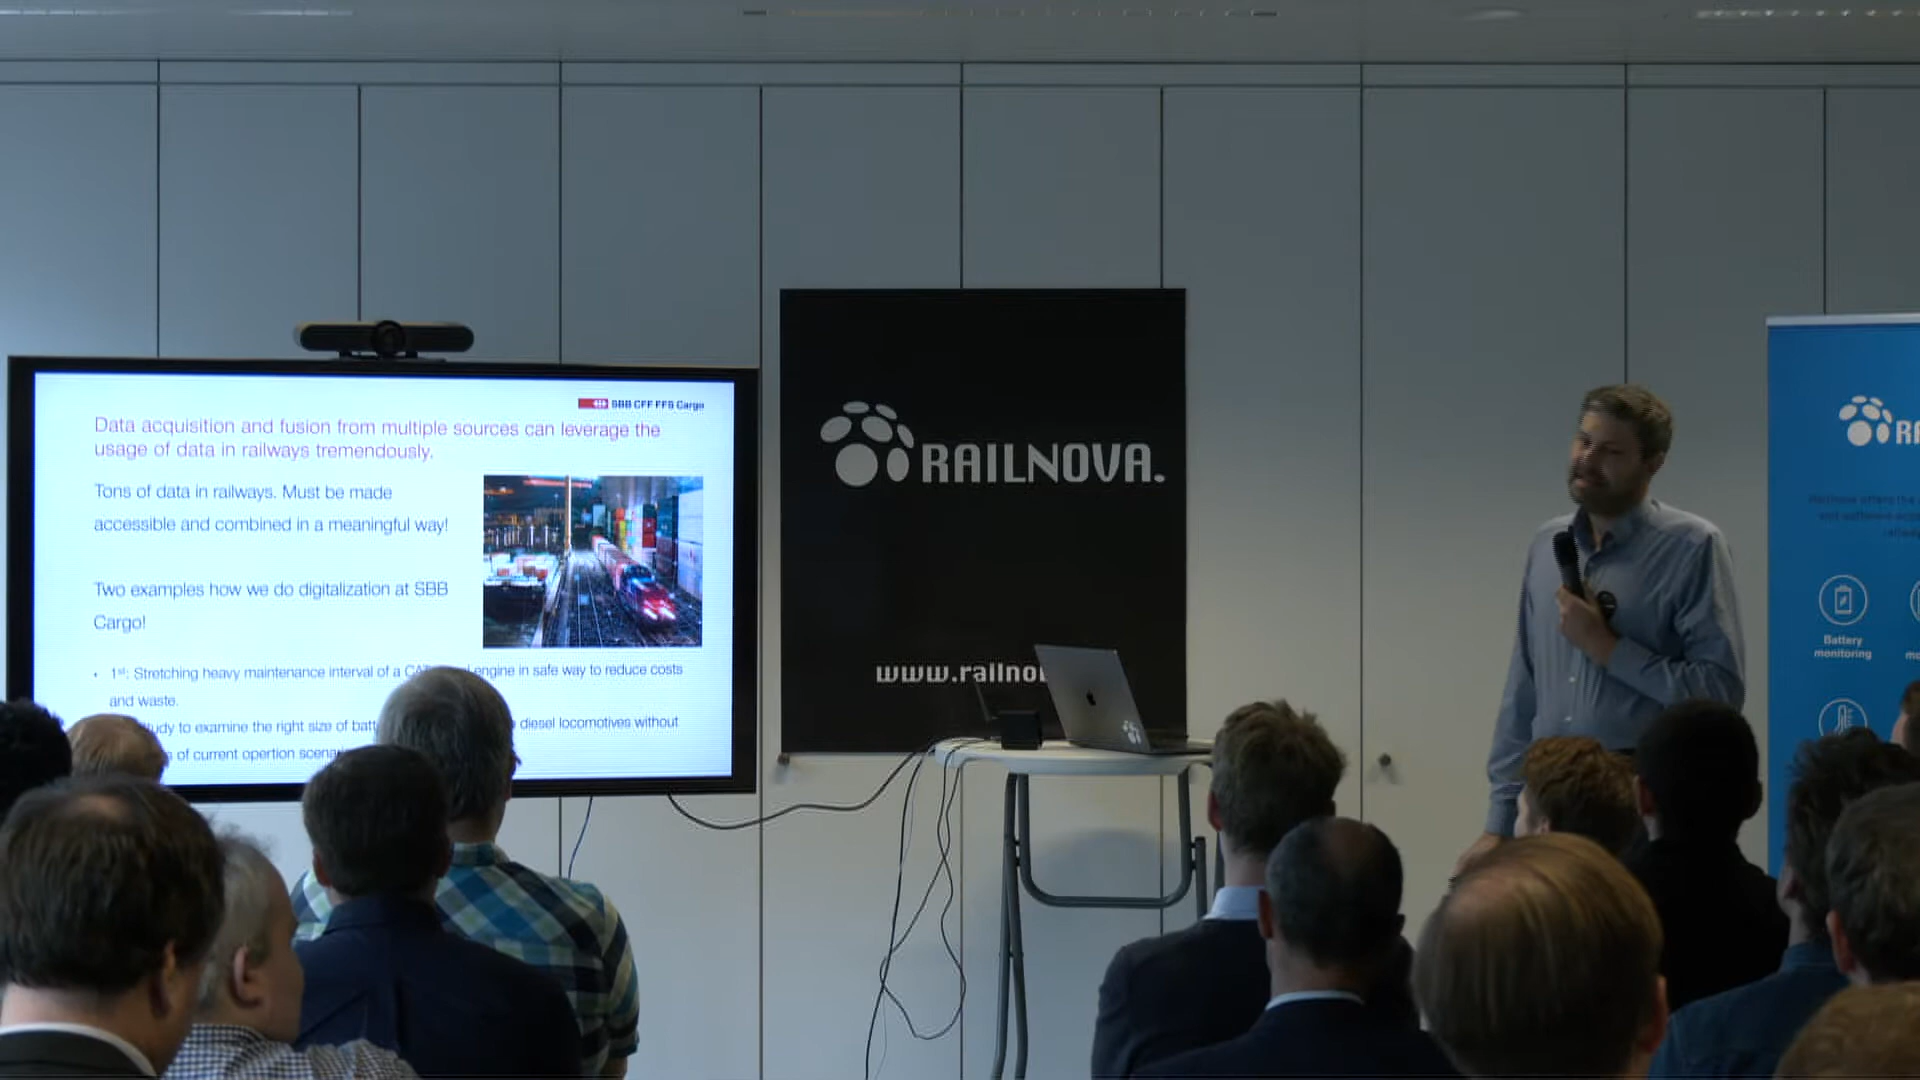 SBB CFF FFS Cargo
Data acquisition and fusion from multiple sources can leverage the
usage of data in railways tremendously.
Tons of data in railways. Must be made
accessible and combined in a meaningful way!
Two examples how we do digitalization at SBB
Cargo!
• 1st: Stretching heavy maintenance interval of a engine in safe way to reduce costs
and waste.
to examine the right size of diesel locomotives without
of current opertion
RAILNOVA.
www.railno
Battery
monitoring